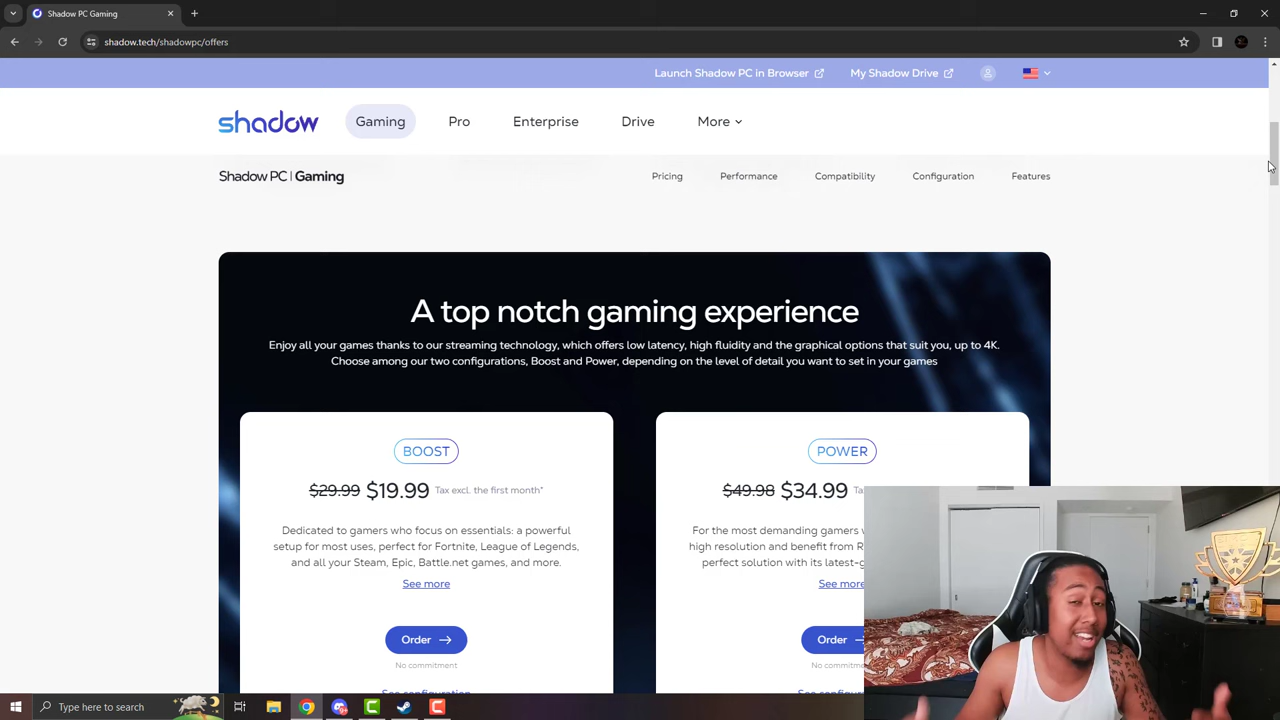 Shadow PC Gaming
shadow.tech/shadowpc/offers
Launch Shadow PC in Browser
My Shadow Drive
shadow
Gaming
Pro
Enterprise
Drive
More
Shadow PC | Gaming
Pricing
Performance
Compatibility
Configuration
Features
A top notch gaming experience
Enjoy all your games thanks to our streaming technology, which offers low latency, high fluidity and the graphical options that suit you, up to 4K.
Choose among our two configurations, Boost and Power, depending on the level of detail you want to set in your games
BOOST
$29.99 $19.99 Tax excl. the first month*
Dedicated to gamers who focus on essentials: a powerful
setup for most uses, perfect for Fortnite, League of Legends,
and all your Steam, Epic, Battle.net games, and more.
See more
Order
No commitment
See configuration
POWER
$49.98 $34.99
For the most demanding gamers
high resolution and benefit from
perfect solution with its latest-
See more
Order
No
Type here to search